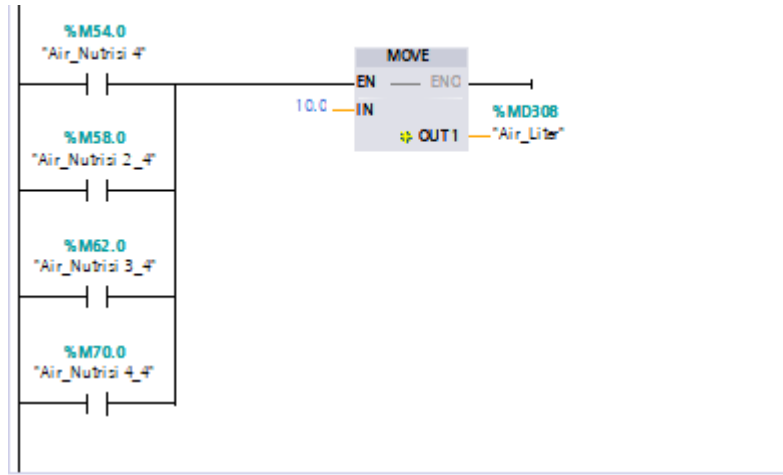 %M54.0
"Air_Nutrisi 4"
MOVE
EN
ENO
10.0
IN
%MD308
OUT1
"Air_Liter"
%M58.0
"Air_Nutrisi 2_4"
%M62.0
"Air_Nutrisi 3_4"
%M70.0
"Air_Nutrisi 4_4"